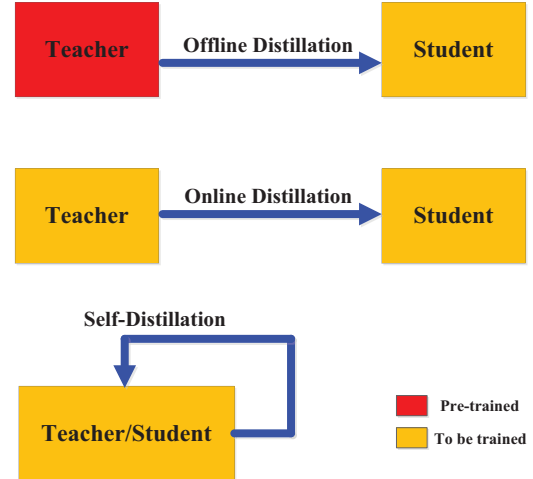 Teacher
Offline Distillation
Student
Teacher
Online Distillation
Student
Self-Distillation
Teacher/Student
Pre-trained
To be trained